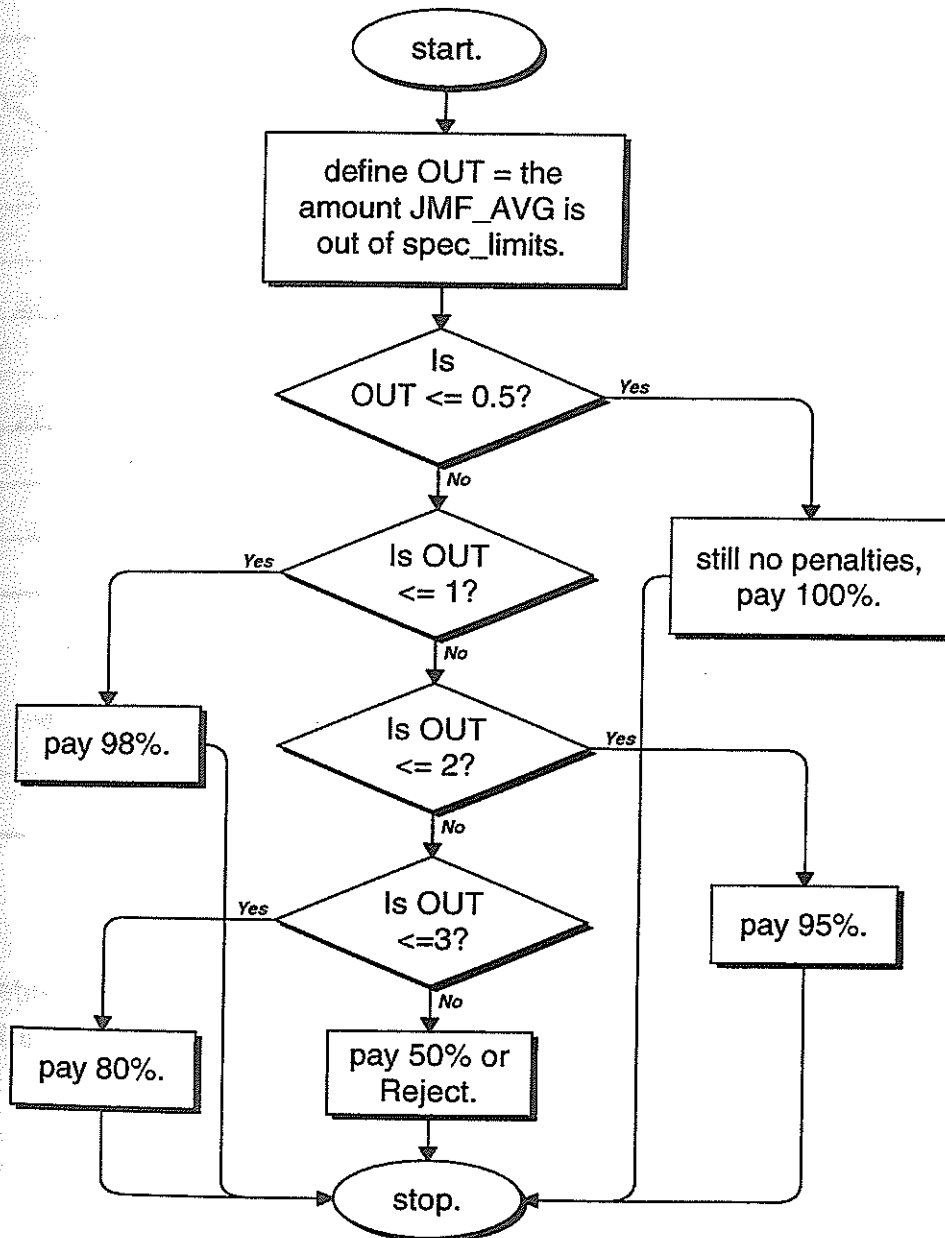 start.
define OUT = the
amount JMF_AVG is
out of spec_limits.
Is
OUT <= 0.5?
Yes
No
Is OUT
<= 1?
Yes
still no penalties,
pay 100%.
No
pay 98%.
Is OUT
<= 2?
Yes
No
Is OUT
<=3?
Yes
pay 95%.
No
pay 80%.
pay 50% or
Reject.
stop.